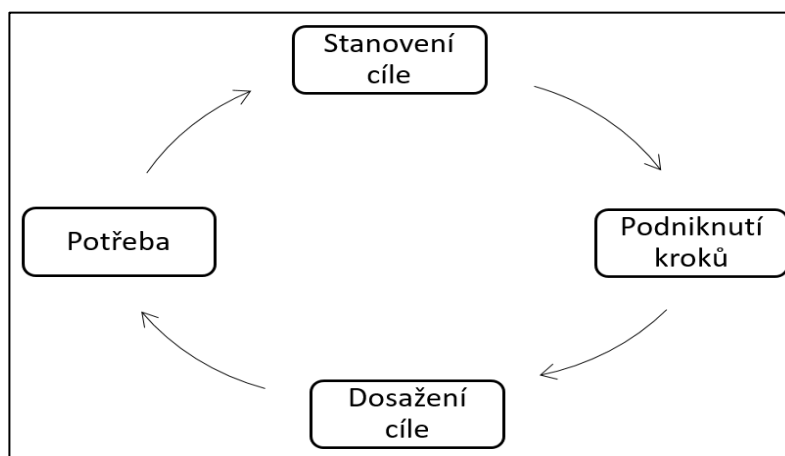 Stanovení
cíle
Potřeba
Podniknutí
kroků
Dosažení
cíle